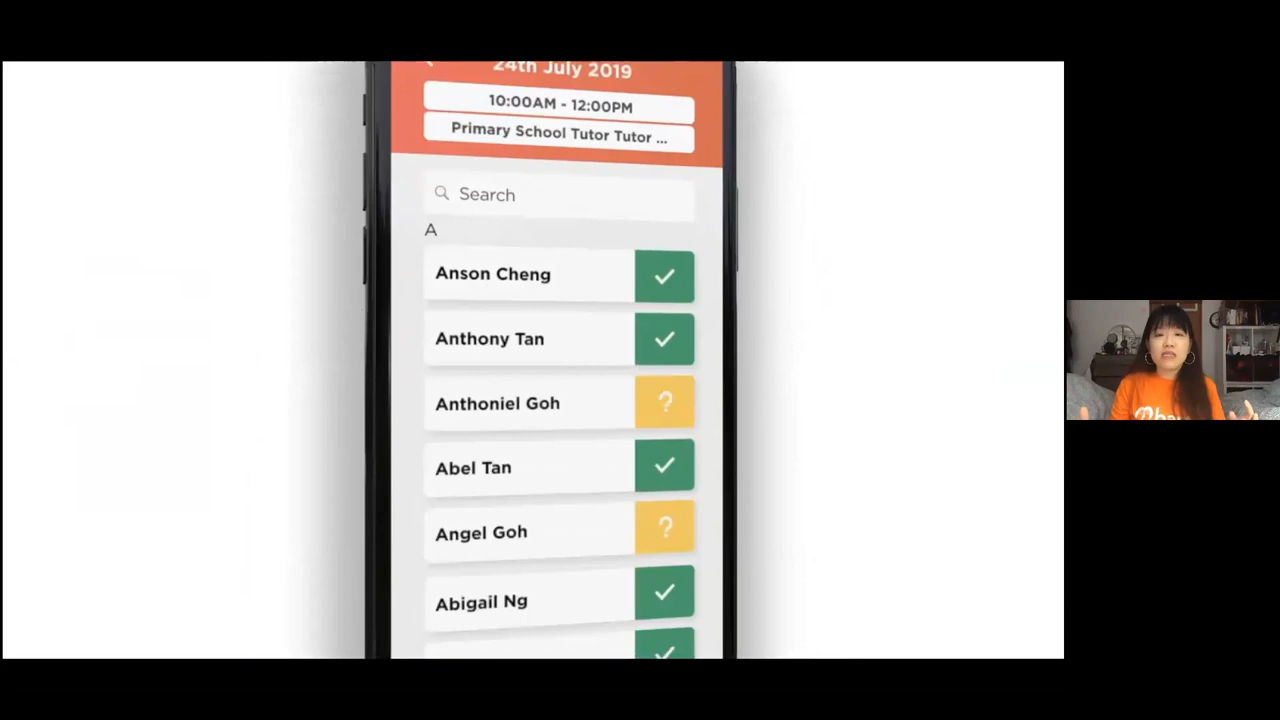 24th July 2019
10:00AM - 12:00PM
Primary School Tutor Tutor ...
Search
A
Anson Cheng
Anthony Tan
Anthoniel Goh
?
Abel Tan
Angel Goh
?
Abigail Ng